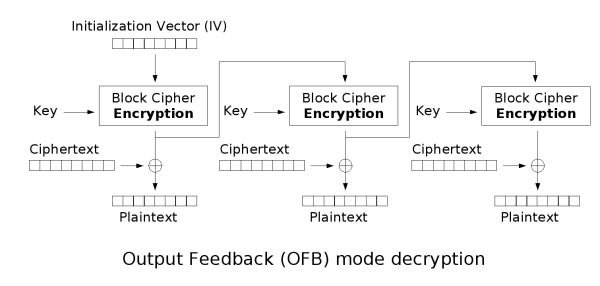 Initialization Vector (IV)
Block Cipher
Encryption
Block Cipher
Encryption
Block Cipher
Encryption
Key
Key
Key
Ciphertext
Ciphertext
Ciphertext
Plaintext
Plaintext
Plaintext
Output Feedback (OFB) mode decryption